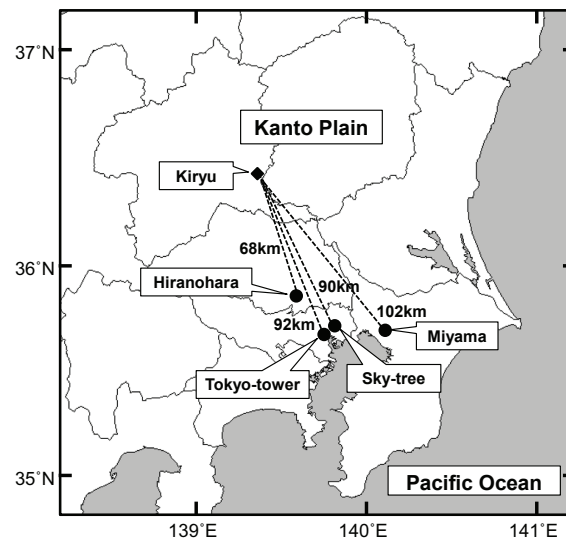 37°N
Kanto Plain
Kiryu
68km
36°N
Hiranohara
90km
92km
102km
Miyama
Sky-tree
Tokyo-tower
35°N
Pacific Ocean
139°E
140°E
141°E